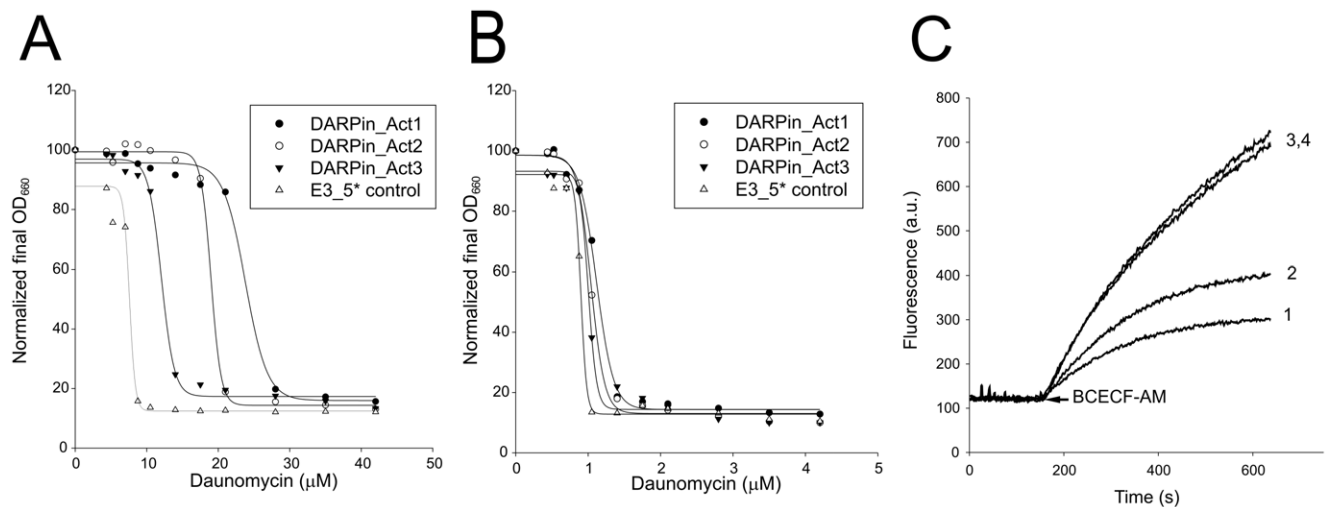 A
Normalized final OD660
120
100
80
60
40
20
0
0
10
20
30
40
50
Daunomycin (μM)
DARPin_Act1
DARPin_Act2
DARPin_Act3
E3_5* control
B
Normalized final OD660
120
100
80
60
40
20
0
0
1
2
3
4
5
Daunomycin (μM)
DARPin_Act1
DARPin_Act2
DARPin_Act3
E3_5* control
C
Fluorescence (a.u.)
800
700
600
500
400
300
200
100
0
0
200
400
600
Time (s)
3,4
2
1
BCECF-AM